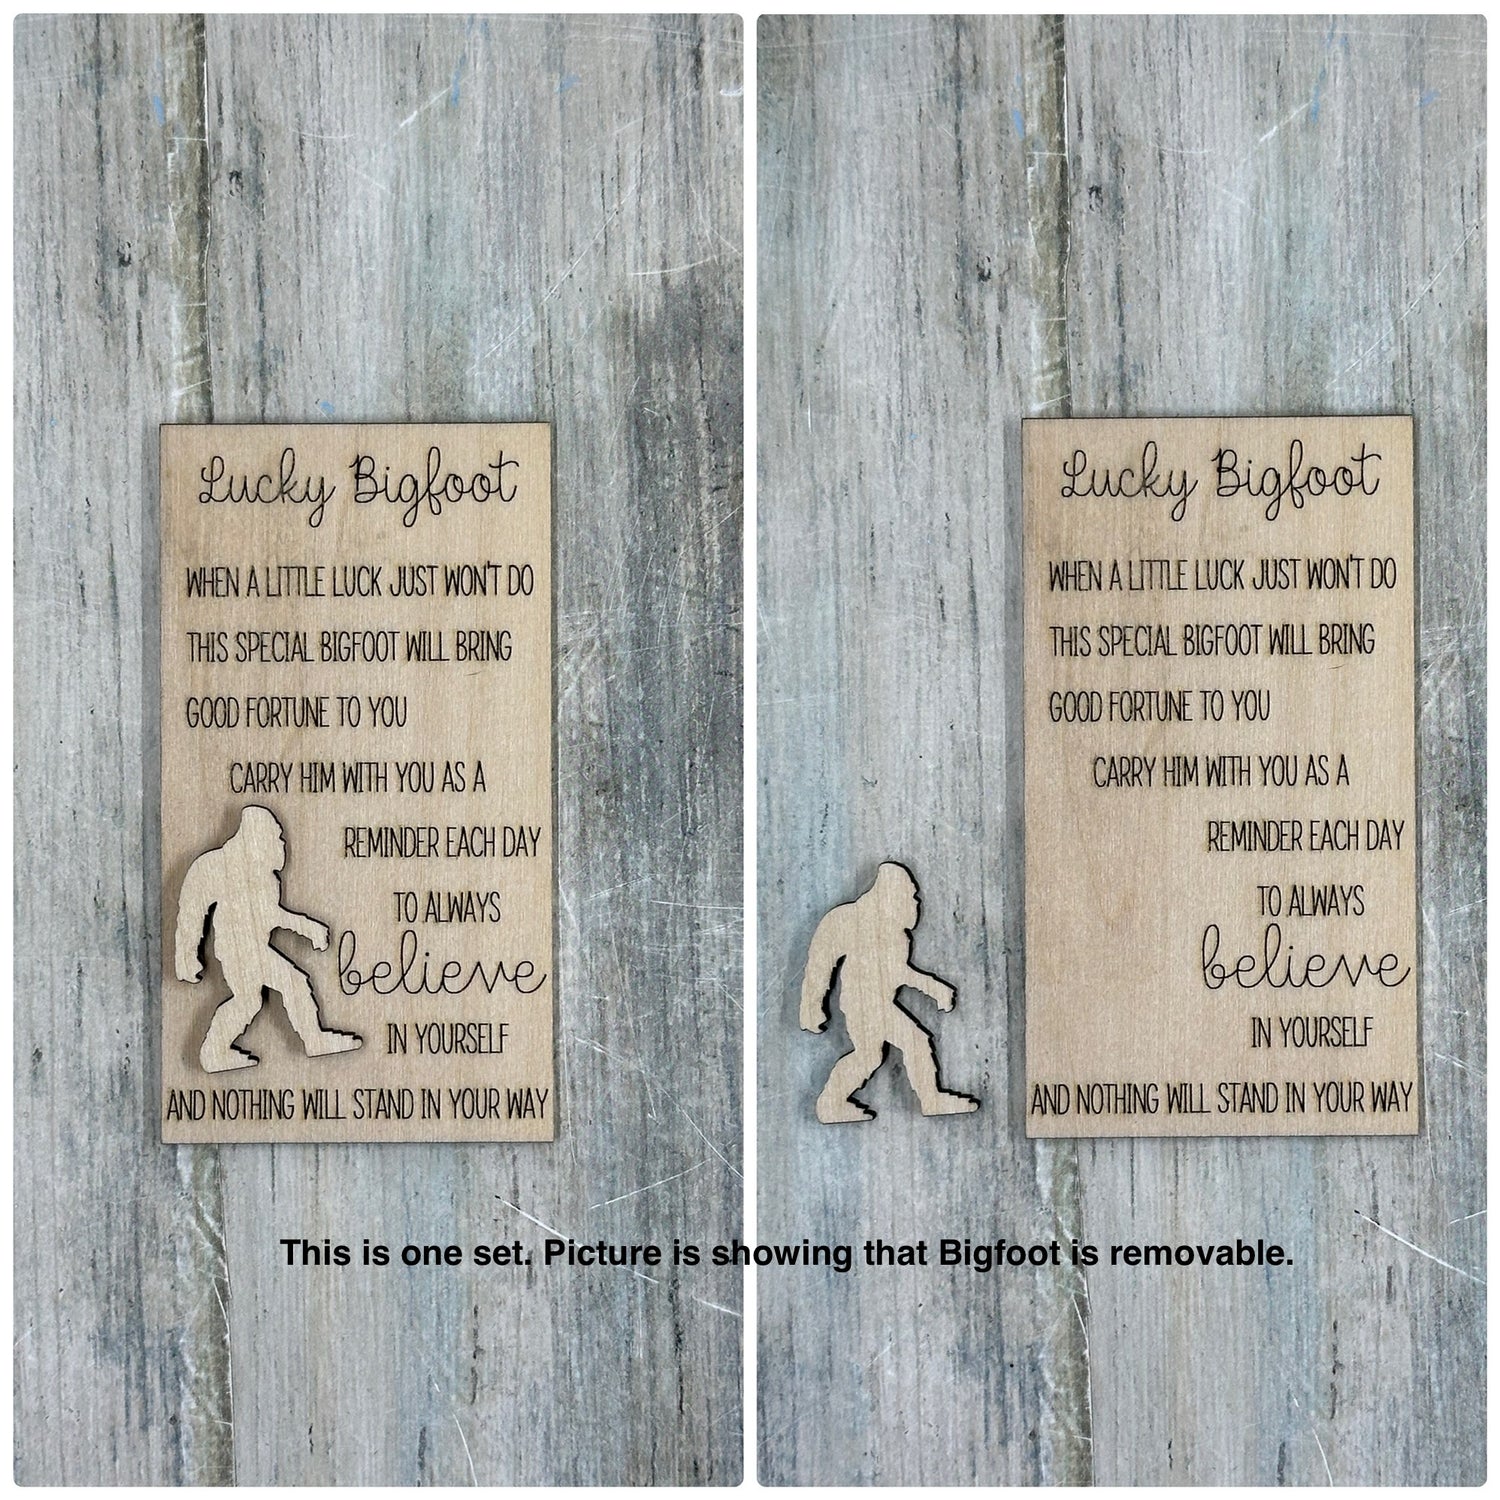 Lucky Bigfoot
WHEN A LITTLE LUCK JUST WON'T DO
THIS SPECIAL BIGFOOT WILL BRING
GOOD FORTUNE TO YOU
CARRY HIM WITH YOU AS A
REMINDER EACH DAY
TO ALWAYS
believe
IN YOURSELF
AND NOTHING WILL STAND IN YOUR WAY
Lucky Bigfoot
WHEN A LITTLE LUCK JUST WON'T DO
THIS SPECIAL BIGFOOT WILL BRING
GOOD FORTUNE TO YOU
CARRY HIM WITH YOU AS A
REMINDER EACH DAY
TO ALWAYS
believe
IN YOURSELF
AND NOTHING WILL STAND IN YOUR WAY
This is one set. Picture is showing that Bigfoot is removable.